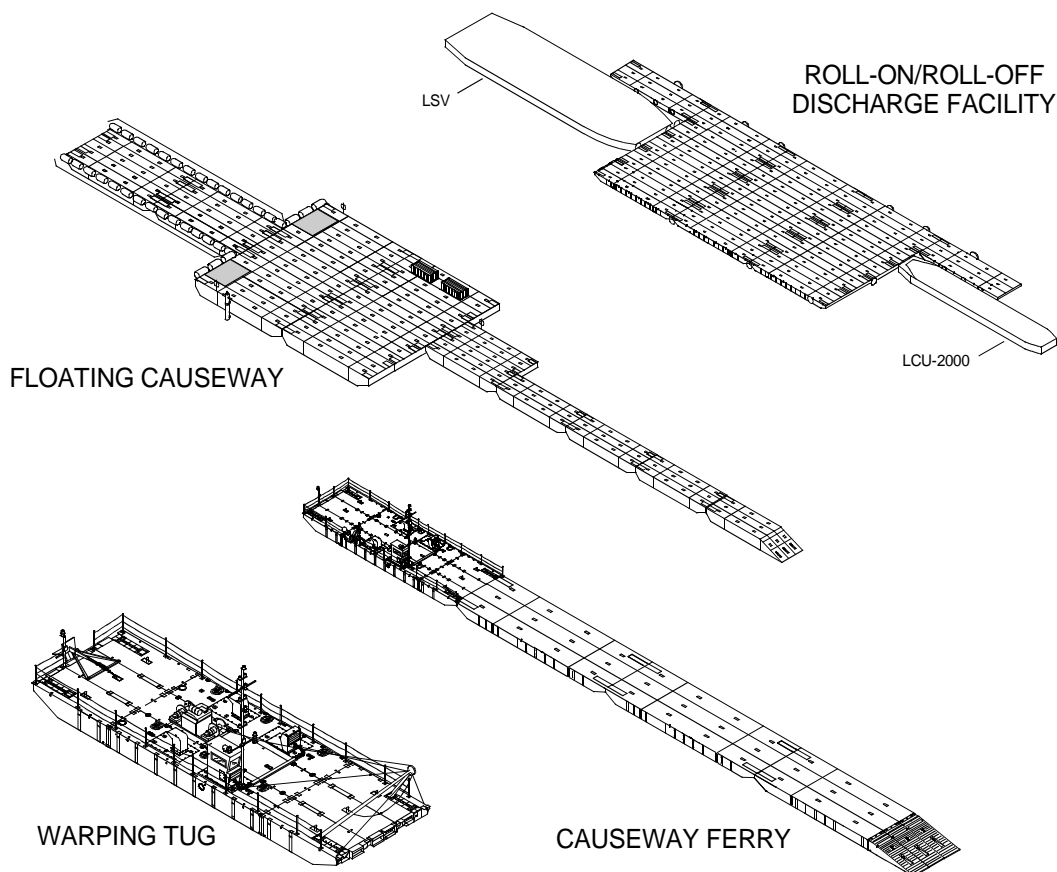 ROLL-ON/ROLL-OFF
DISCHARGE FACILITY
LSV
LCU-2000
FLOATING CAUSEWAY
WARPING TUG
CAUSEWAY FERRY